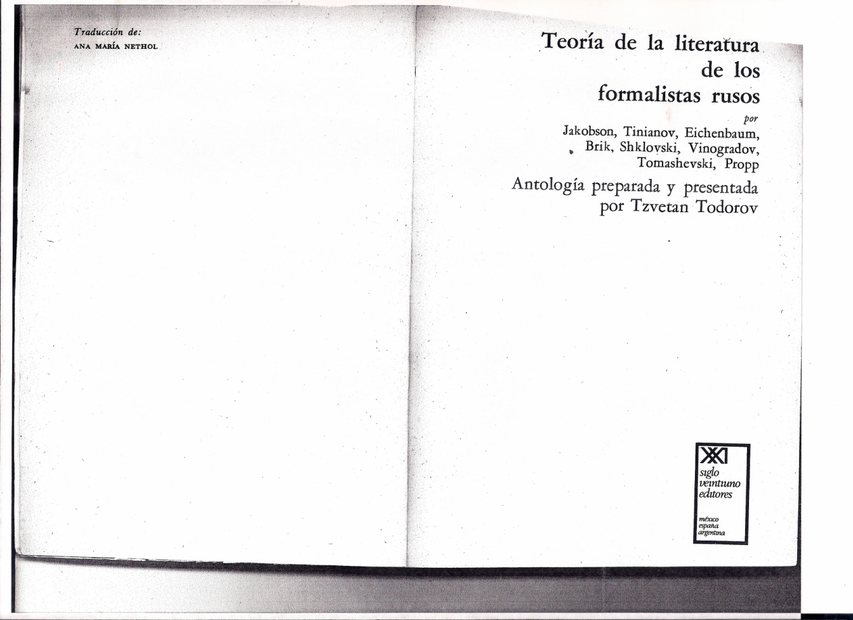 Traducción de:
ANA MARÍA NETHOL
Teoría de la literatura
de los
formalistas rusos
por
Jakobson, Tinianov, Eichenbaum,
Brik, Shklovski, Vinogradov,
Tomashevski, Propp
Antología preparada y presentada
por Tzvetan Todorov
XXI
siglo
veintiuno
editores
méxico
españa
argentina